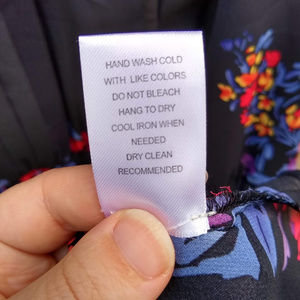 HAND WASH COLD
WITH LIKE COLORS
DO NOT BLEACH
HANG TO DRY
COOL IRON WHEN
NEEDED
DRY CLEAN
RECOMMENDED